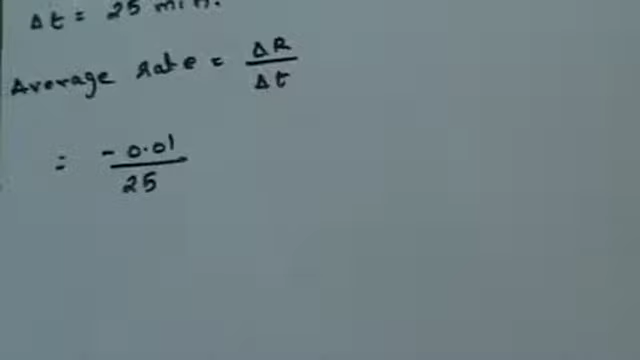 Δt = 25 min.
Average rate = ΔR / Δt
= -0.01 / 25